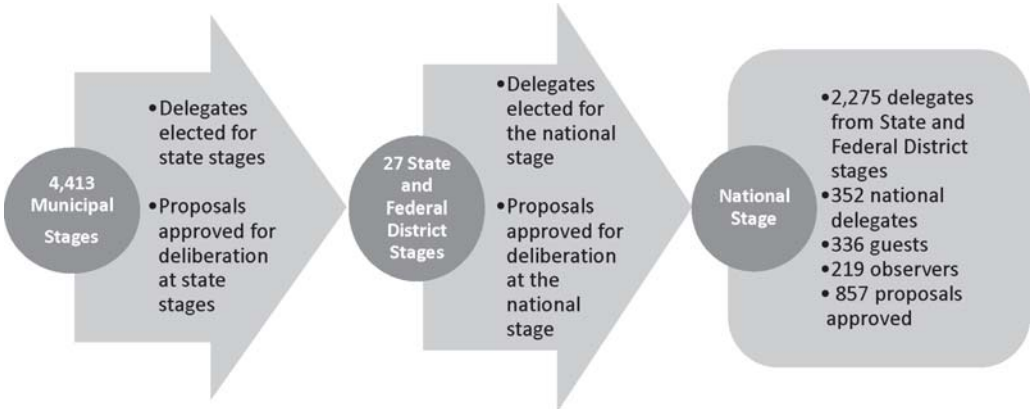 4,413
Municipal
Stages
•Delegates
elected for
state stages
•Proposals
approved for
deliberation
at state
stages
27 State
and
Federal
District
Stages
•Delegates
elected for
the national
stage
•Proposals
approved for
deliberation
at the
national
stage
National
Stage
•2,275 delegates
from State and
Federal District
stages
•352 national
delegates
•336 guests
•219 observers
• 857 proposals
approved